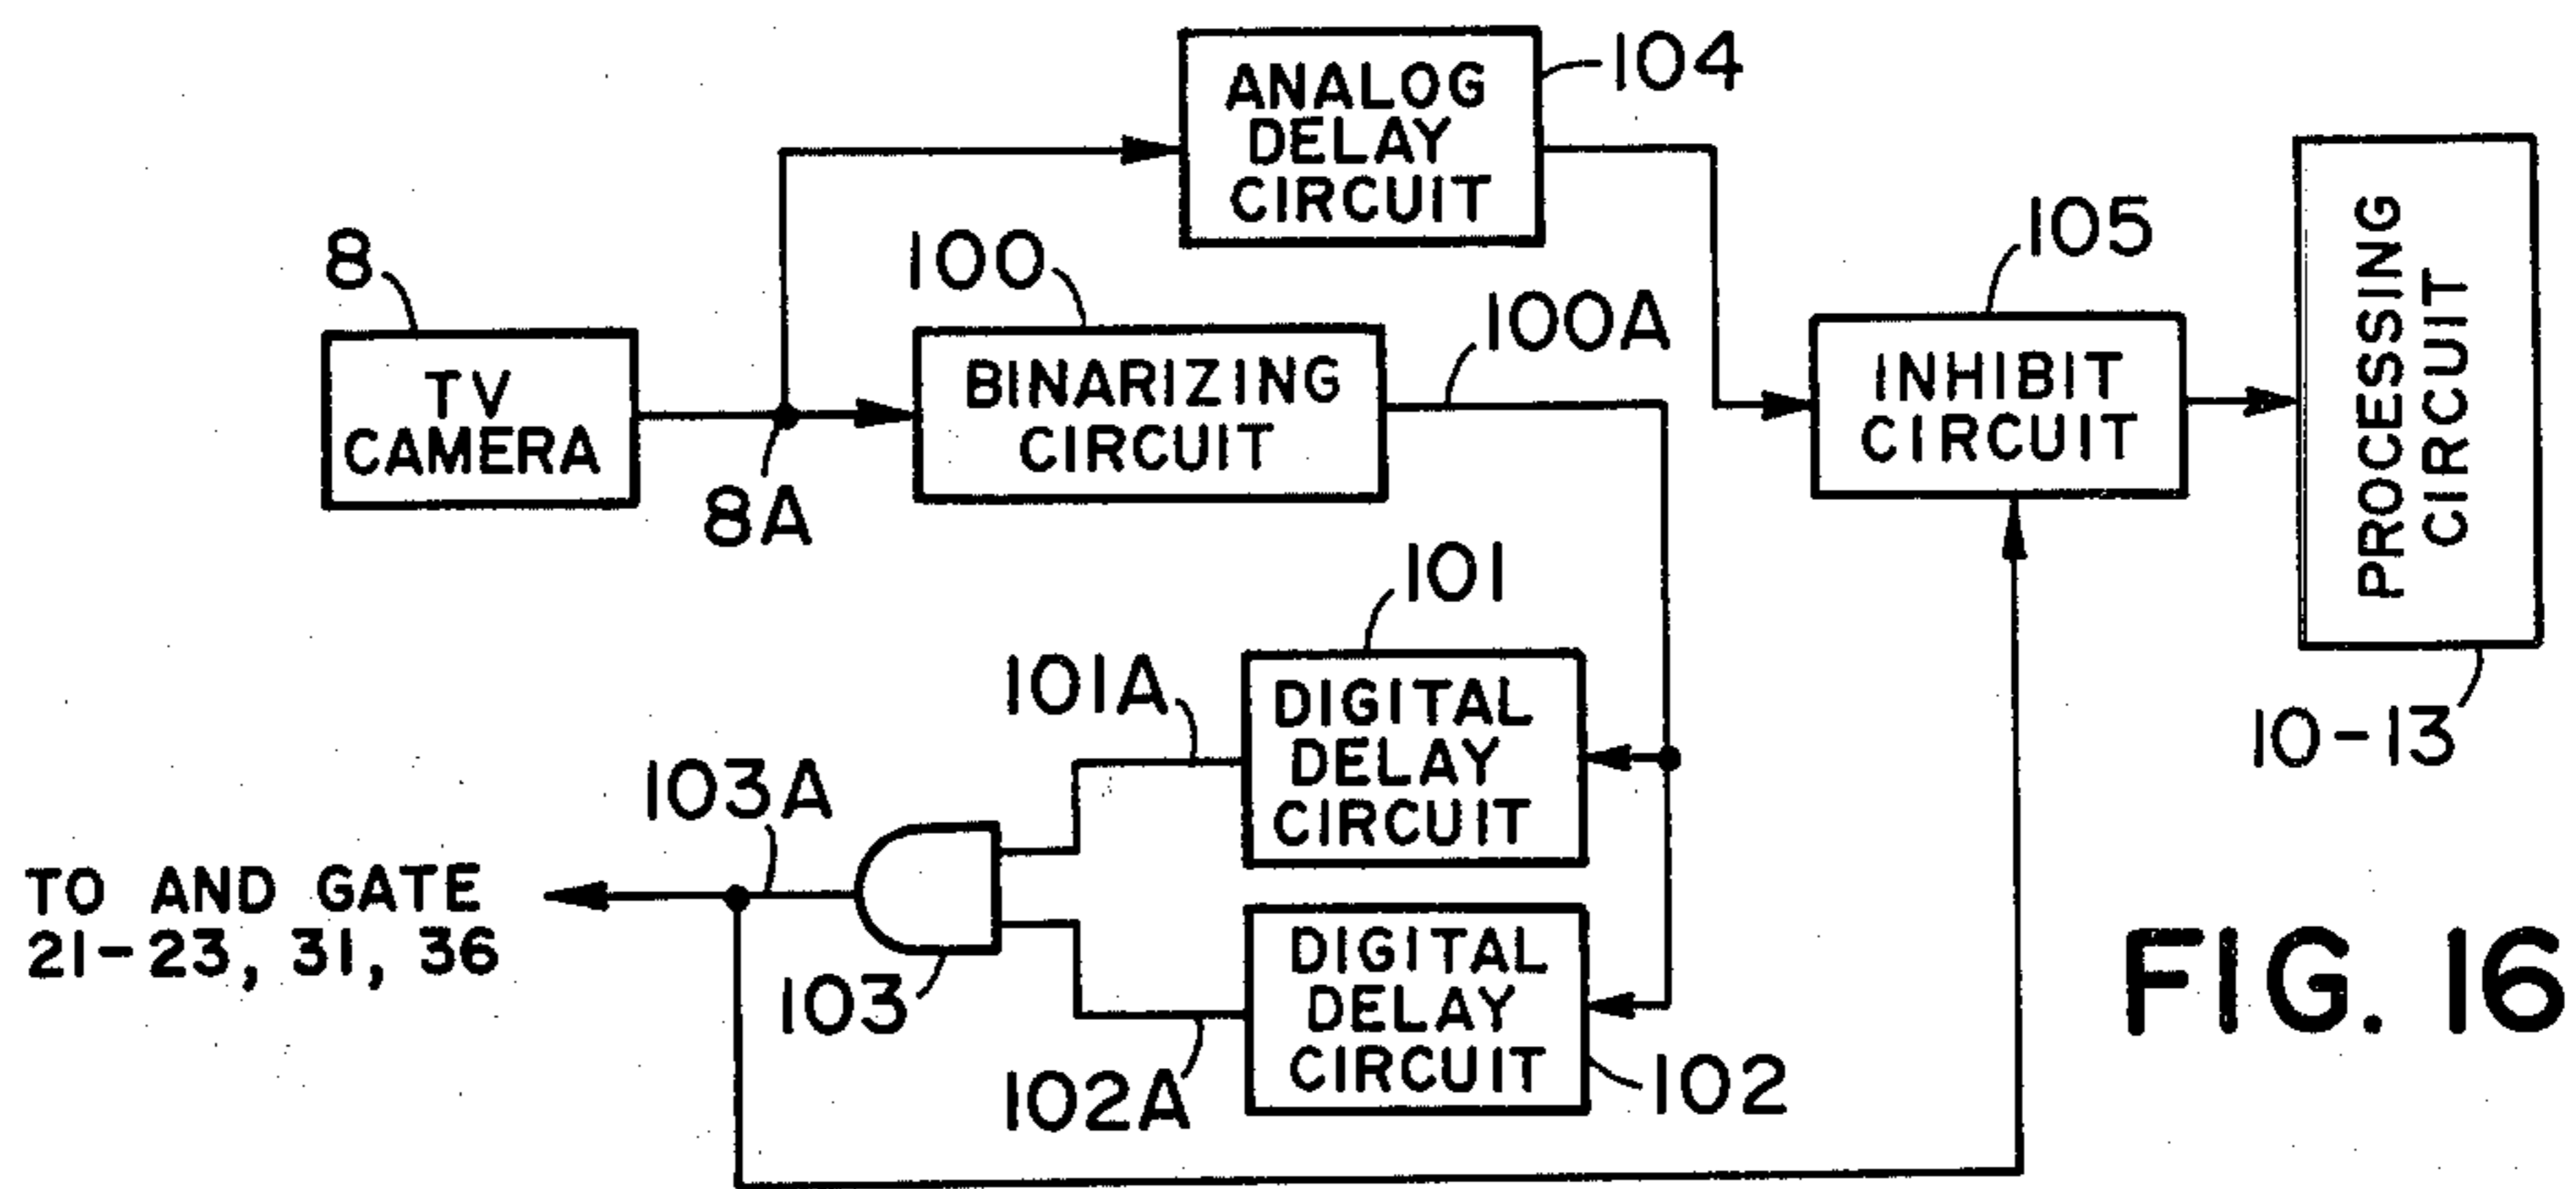 ANALOG
DELAY
CIRCUIT
104
8
TV
CAMERA
8A
100
BINARIZING
CIRCUIT
100A
105
INHIBIT
CIRCUIT
PROCESSING
CIRCUIT
10-13
101
DIGITAL
DELAY
CIRCUIT
101A
103A
103
TO AND GATE
21-23, 31, 36
102A
DIGITAL
DELAY
CIRCUIT
102
FIG. 16